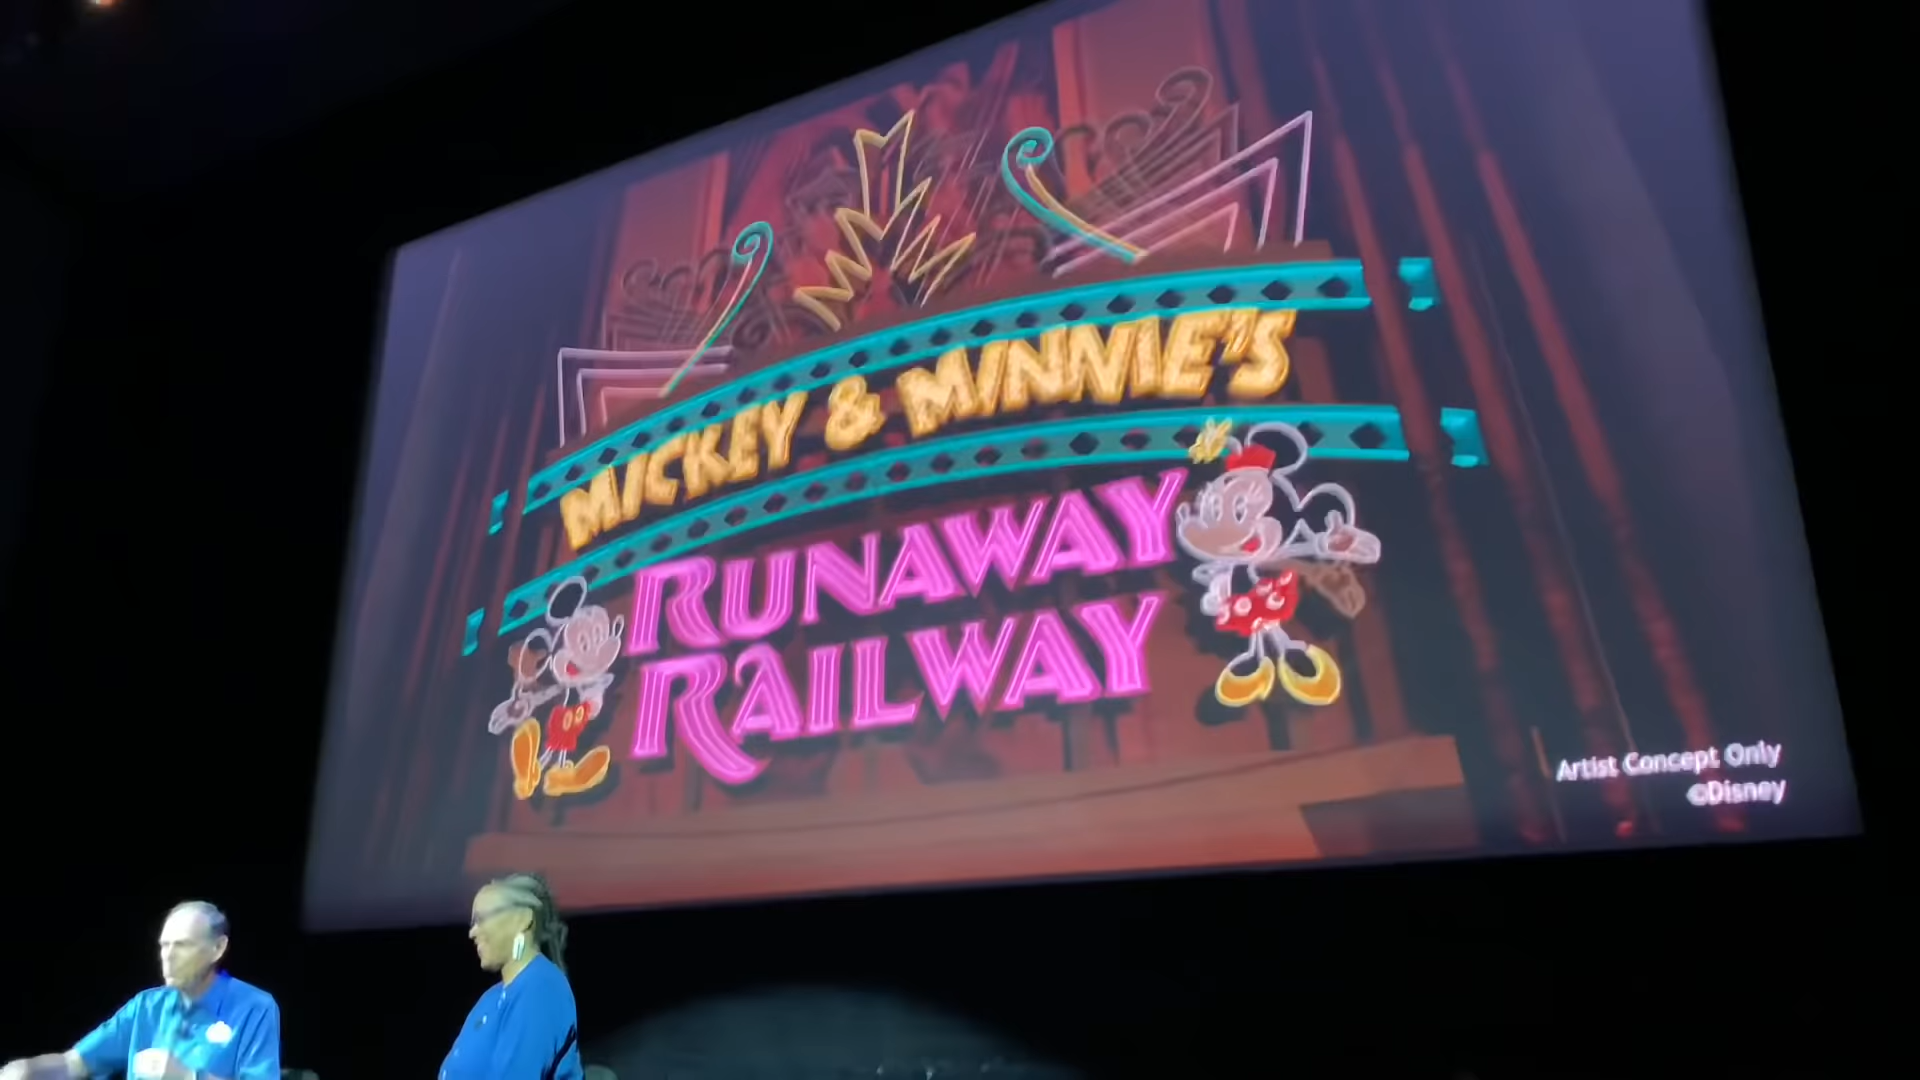 MICKEY & MINNIE'S
RUNAWAY
RAILWAY
Artist Concept Only
©Disney